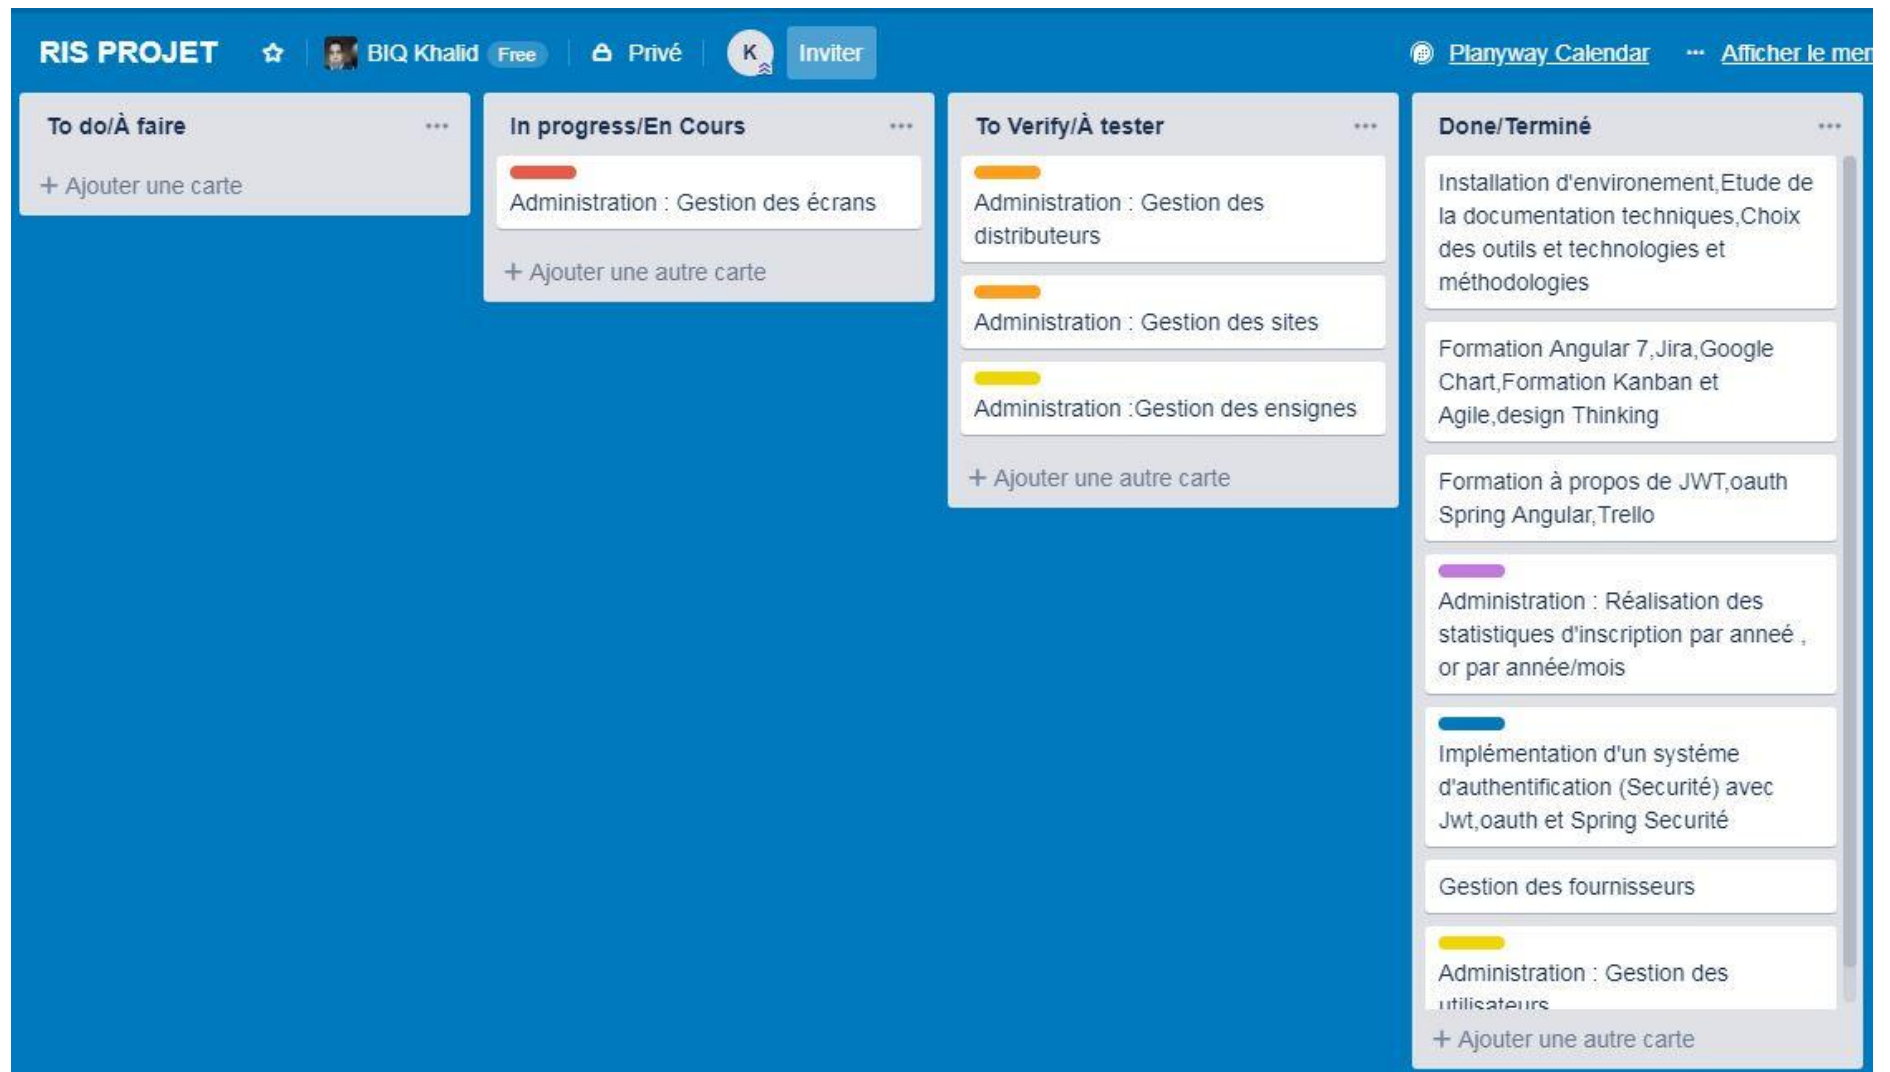 RIS PROJET
BIQ Khalid
Free
Privé
K
Inviter
Planyway Calendar
Afficher le men
To do/À faire
+ Ajouter une carte
In progress/En Cours
Administration : Gestion des écrans
+ Ajouter une autre carte
To Verify/À tester
Administration : Gestion des
distributeurs
Administration : Gestion des sites
Administration :Gestion des ensignes
+ Ajouter une autre carte
Done/Terminé
Installation d'environement,Etude de
la documentation techniques,Choix
des outils et technologies et
méthodologies
Formation Angular 7,Jira,Google
Chart,Formation Kanban et
Agile,design Thinking
Formation à propos de JWT,oauth
Spring Angular,Trello
Administration : Réalisation des
statistiques d'inscription par anneé ,
or par année/mois
Implémentation d'un systéme
d'authentification (Securité) avec
Jwt,oauth et Spring Securité
Gestion des fournisseurs
Administration : Gestion des
utilisateurs
+ Ajouter une autre carte